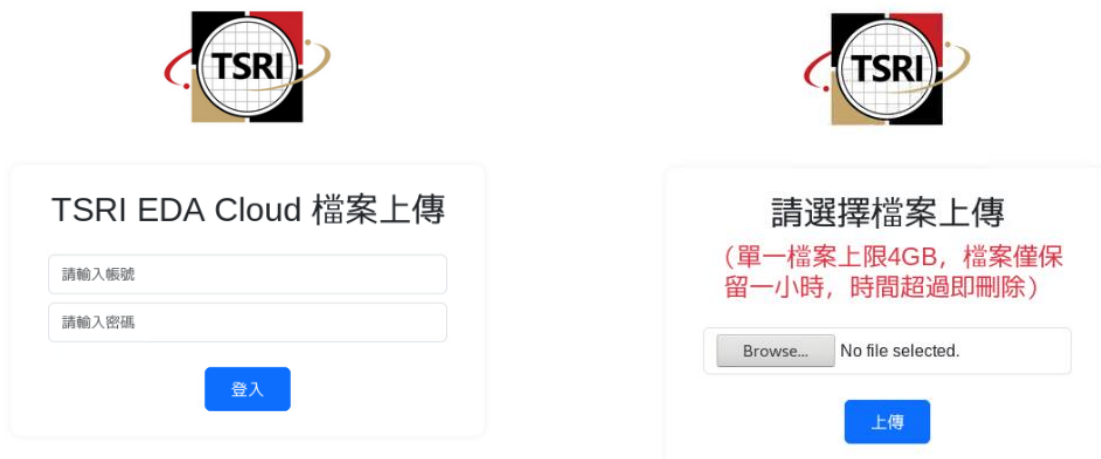 TSRI
TSRI EDA Cloud 檔案上傳
請輸入帳號
請輸入密碼
登入
TSRI
請選擇檔案上傳
（單一檔案上限4GB，檔案僅保
留一小時，時間超過即刪除）
Browse... No file selected.
上傳